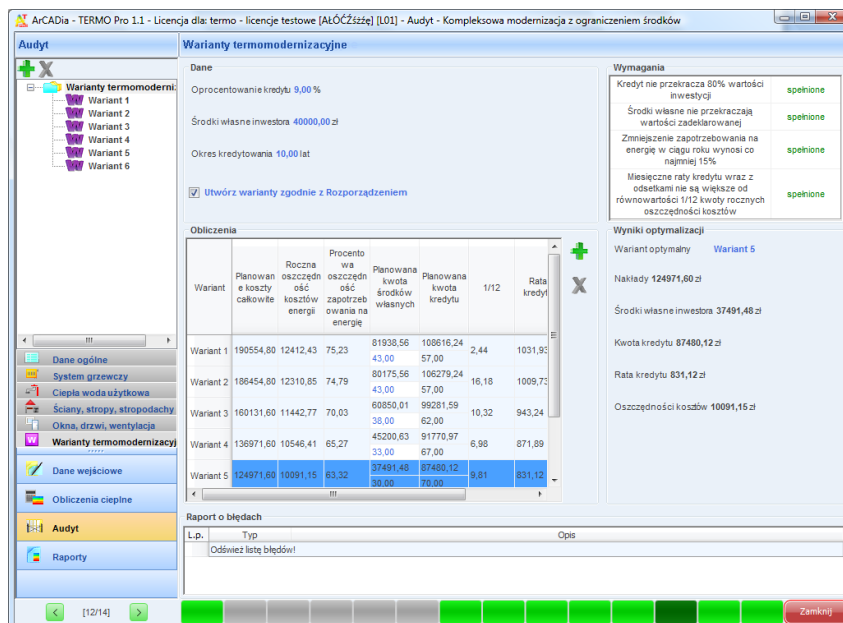 ArCADia - TERMO Pro 1.1 - Licencja dla: termo - licencje testowe [AŁÓĆŹśżźę] [L01] - Audyt - Kompleksowa modernizacja z ograniczeniem środków
Audyt
Warianty termomoderni:
Wariant 1
Wariant 2
Wariant 3
Wariant 4
Wariant 5
Wariant 6
Dane ogólne
System grzewczy
Ciepła woda użytkowa
Ściany, stropy, stropodachy
Okna, drzwi, wentylacja
Warianty termomodernizacyj
Dane wejściowe
Obliczenia cieplne
Audyt
Raporty
[12/14]
Warianty termomodernizacyjne
Dane
Oprocentowanie kredytu 9,00 %
Środki własne inwestora 40000,00 zł
Okres kredytowania 10,00 lat
Utwórz warianty zgodnie z Rozporządzeniem
Wymagania
Kredyt nie przekracza 80% wartości
inwestycji
spełnione
Środki własne nie przekraczają
wartości zadeklarowanej
spełnione
Zmniejszenie zapotrzebowania na
energię w ciągu roku wynosi co
najmniej 15%
spełnione
Miesięczne raty kredytu wraz z
odsetkami nie są większe od
równowartości 1/12 kwoty rocznych
oszczędności kosztów
spełnione
Obliczenia
Wariant
Planowan
e koszty
całkowite
Roczna
oszczędn
ość
kosztów
energii
Procento
wa
oszczędn
ość
zapotrzeb
owania na
energię
Planowana
kwota
środków
własnych
Planowana
kwota
kredytu
1/12
Rata
kredyt
Wariant 1 190554,80 12412,43 75,23 81938,56 108616,24 2,44 1031,93
43,00 57,00
Wariant 2 186454,80 12310,85 74,79 80175,56 106279,24 16,18 1009,73
43,00 57,00
Wariant 3 160131,60 11442,77 70,03 60850,01 99281,59 10,32 943,24
38,00 62,00
Wariant 4 136971,60 10546,41 65,27 45200,63 91770,97 6,98 871,89
33,00 67,00
Wariant 5 124971,60 10091,15 63,32 37491,48 87480,12 9,81 831,12
30,00 70,00
Wyniki optymalizacji
Wariant optymalny Wariant 5
Nakłady 124971,60 zł
Środki własne inwestora 37491,48 zł
Kwota kredytu 87480,12 zł
Rata kredytu 831,12 zł
Oszczędności kosztów 10091,15 zł
Raport o błędach
L.p. Typ Opis
Odśwież listę błędów!
Zamknij